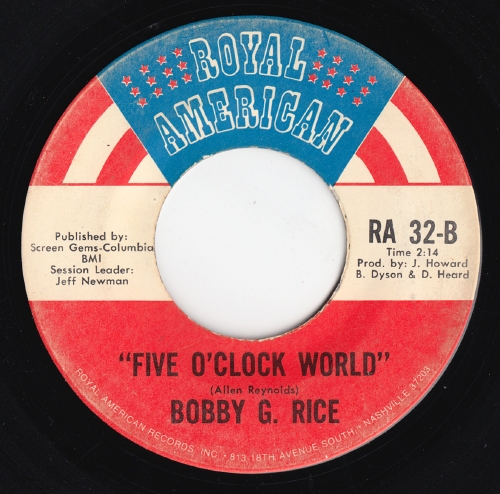 ROYAL
AMERICAN
Published by:
Screen Gems-Columbia
BMI
Session Leader:
Jeff Newman
RA 32-B
Time 2:14
Prod. by: J. Howard
B. Dyson & D. Heard
"FIVE O'CLOCK WORLD"
(Allen Reynolds)
BOBBY G. RICE
ROYAL AMERICAN RECORDS, INC • 813 18TH AVENUE SOUTH • NASHVILLE 37203